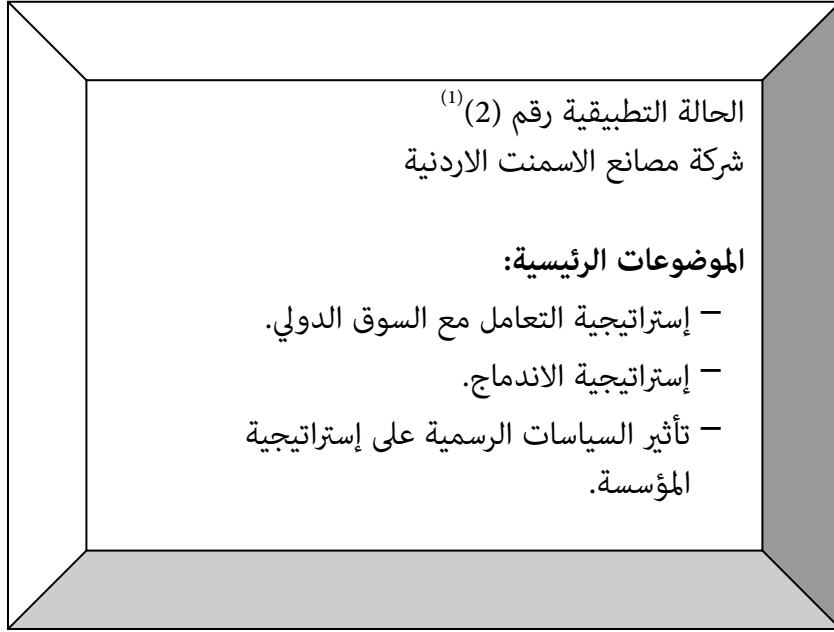 الحالة التطبيقية رقم (2)(1)
شركة مصانع الاسمنت الاردنية
الموضوعات الرئيسية:
– إستراتيجية التعامل مع السوق الدولي.
– إستراتيجية الاندماج.
– تأثير السياسات الرسمية على إستراتيجية
المؤسسة.